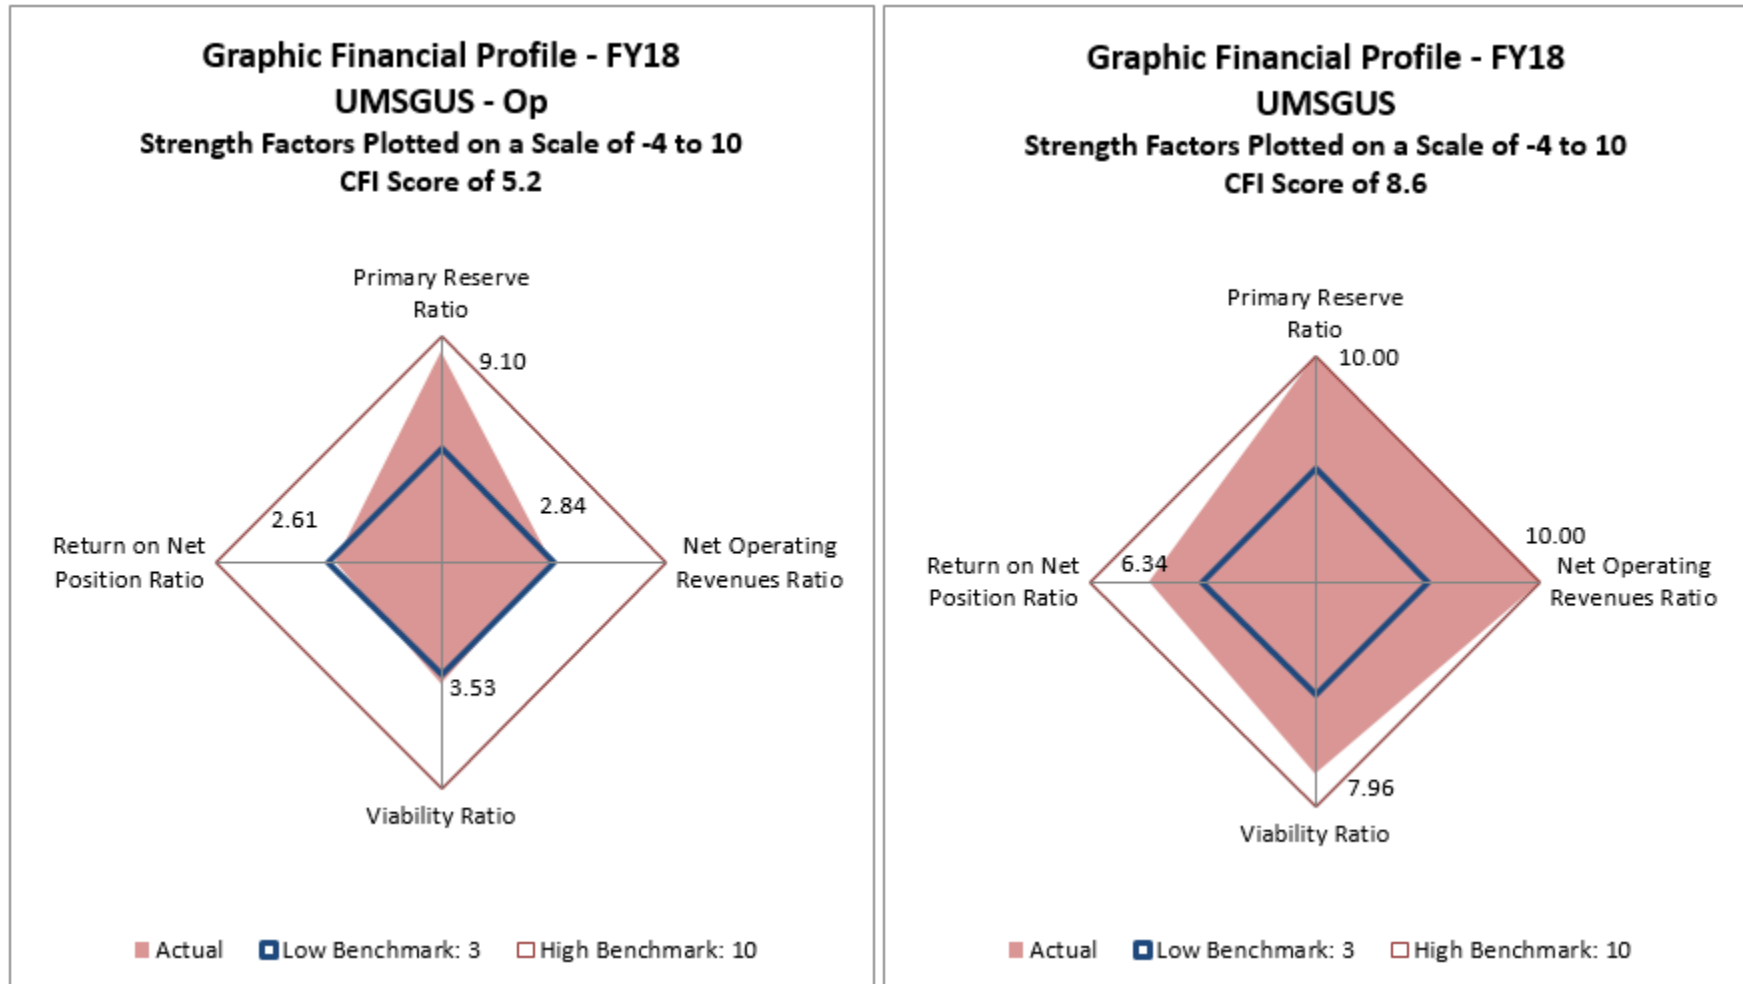 Graphic Financial Profile - FY18
UMSGUS - Op
Strength Factors Plotted on a Scale of -4 to 10
CFI Score of 5.2
Primary Reserve
Ratio
9.10
2.84
2.61
Return on Net
Position Ratio
Net Operating
Revenues Ratio
3.53
Viability Ratio
Actual
Low Benchmark: 3
High Benchmark: 10
Graphic Financial Profile - FY18
UMSGUS
Strength Factors Plotted on a Scale of -4 to 10
CFI Score of 8.6
Primary Reserve
Ratio
10.00
10.00
6.34
Return on Net
Position Ratio
Net Operating
Revenues Ratio
7.96
Viability Ratio
Actual
Low Benchmark: 3
High Benchmark: 10